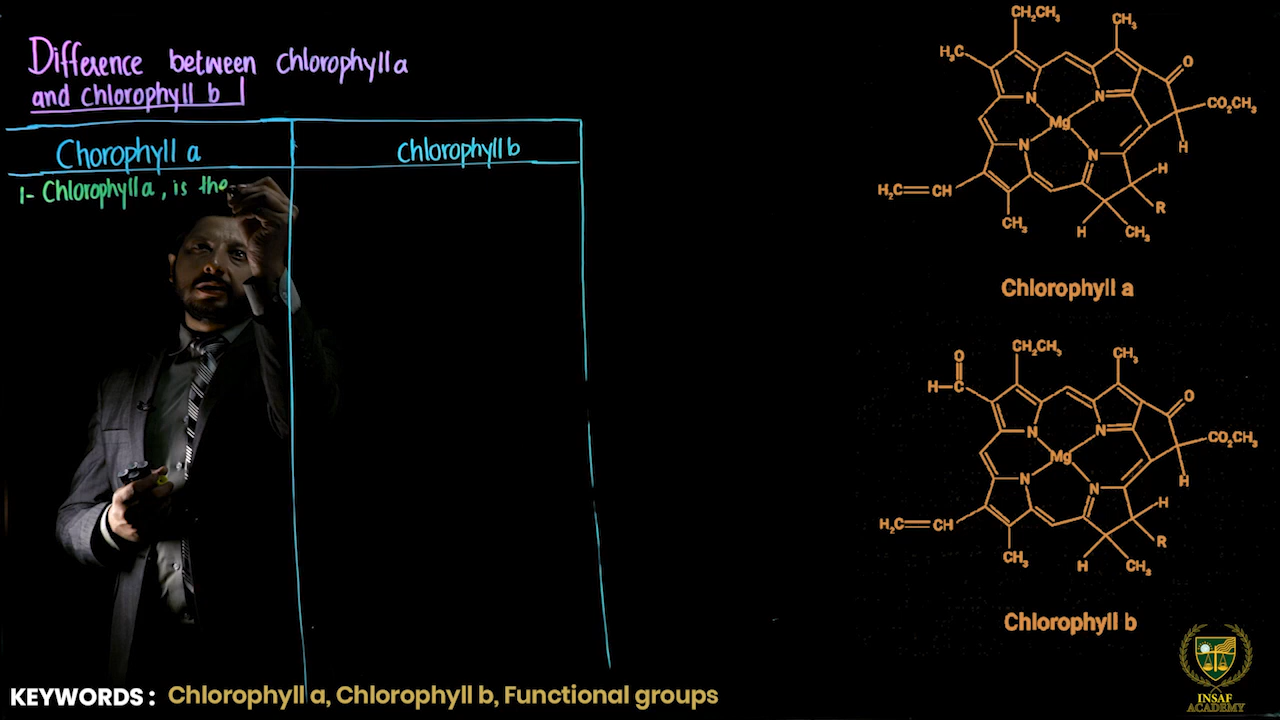 Difference between chlorophyll a
and Chlorophyll b
Chorophyll a
Chlorophyll b
1- Chlorophyll a, is the
CH₂CH₃
CH₃
H₃C
O
N
N
CO₂CH₃
Mg
N
N
H
H
H₂C
CH
R
CH₃
H
CH₃
Chlorophyll a
O
CH₂CH₃
CH₃
H
C
O
N
N
CO₂CH₃
Mg
N
N
H
H
H₂C
CH
R
CH₃
H
CH₃
Chlorophyll b
KEYWORDS : Chlorophyll a, Chlorophyll b, Functional groups
INSAF
ACADEMY